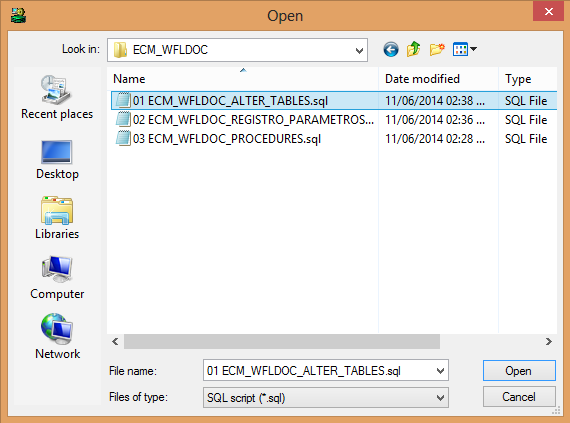 Open
Look in: ECM_WFLDOC
Name Date modified Type
01 ECM_WFLDOC_ALTER_TABLES.sql 11/06/2014 02:38 ... SQL File
02 ECM_WFLDOC_REGISTRO_PARAMETROS... 11/06/2014 02:36 ... SQL File
03 ECM_WFLDOC_PROCEDURES.sql 11/06/2014 02:28 ... SQL File
Recent places
Desktop
Libraries
Computer
Network
File name: 01 ECM_WFLDOC_ALTER_TABLES.sql Open
Files of type: SQL script (*.sql) Cancel